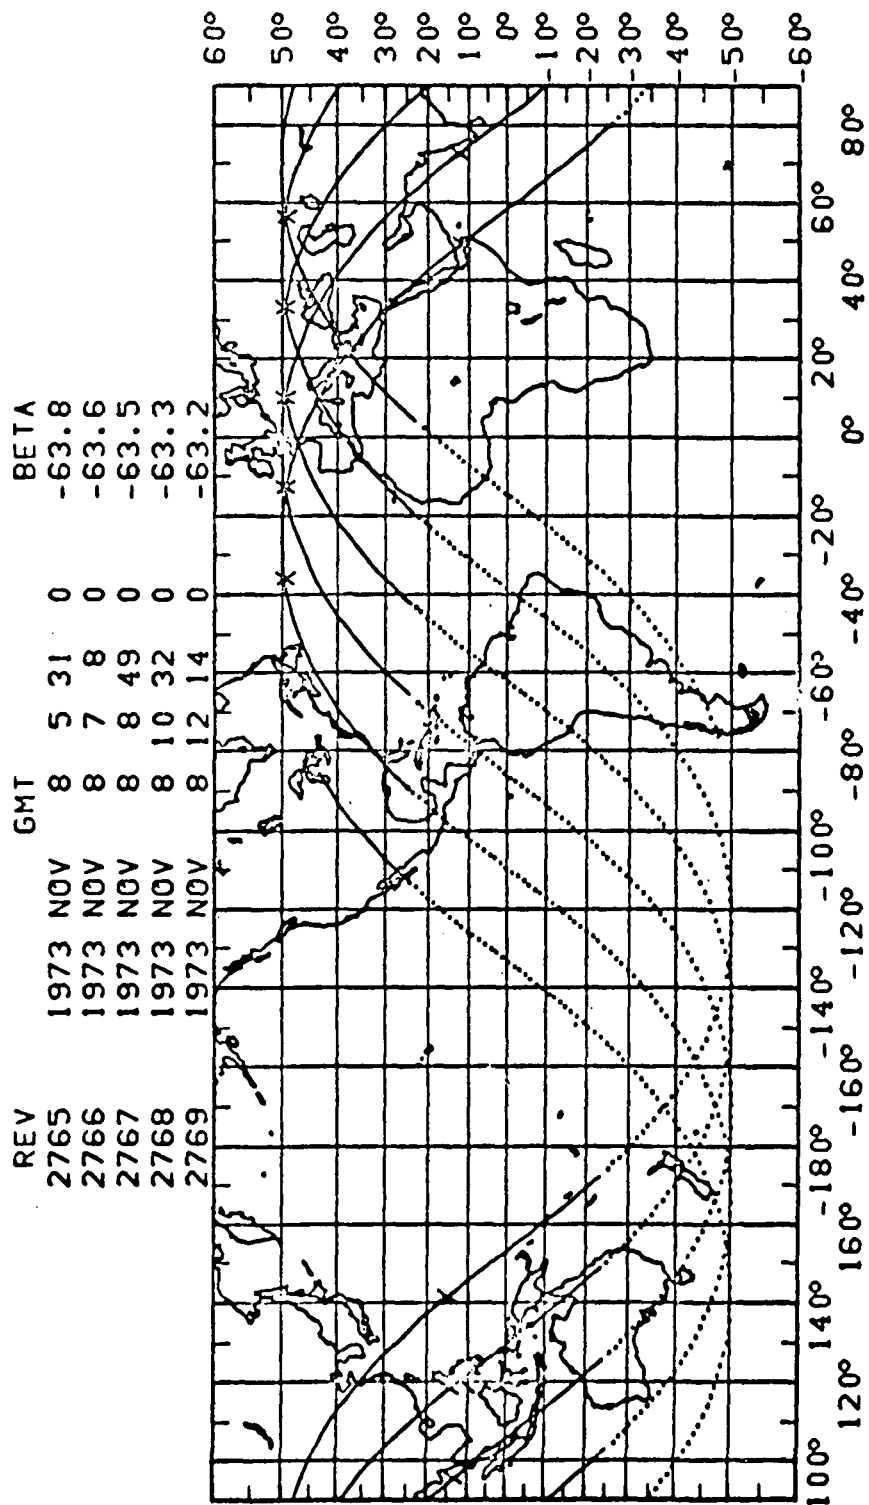 REV GMT BETA
2765 1973 NOV 8 5 31 0 -63.8
2766 1973 NOV 8 7 8 0 -63.6
2767 1973 NOV 8 8 49 0 -63.5
2768 1973 NOV 8 10 32 0 -63.3
2769 1973 NOV 8 12 14 0 -63.2
60°
50°
40°
30°
20°
10°
0°
-10°
-20°
-30°
-40°
-50°
-60°
100° 120° 140° 160° -180° -160° -140° -120° -100° -80° -60° -40° -20° 0° 20° 40° 60° 80°